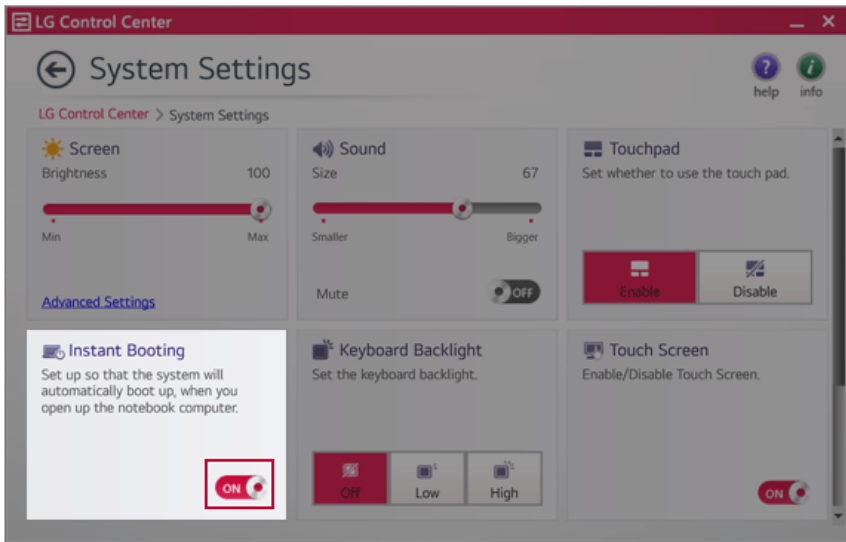 LG Control Center
System Settings
help
info
LG Control Center > System Settings
Screen
Brightness 100
Min Max
Advanced Settings
Sound
Size 67
Smaller Bigger
Mute OFF
Touchpad
Set whether to use the touch pad.
Enable Disable
Instant Booting
Set up so that the system will
automatically boot up, when you
open up the notebook computer.
ON
Keyboard Backlight
Set the keyboard backlight.
Off Low High
Touch Screen
Enable/Disable Touch Screen.
ON